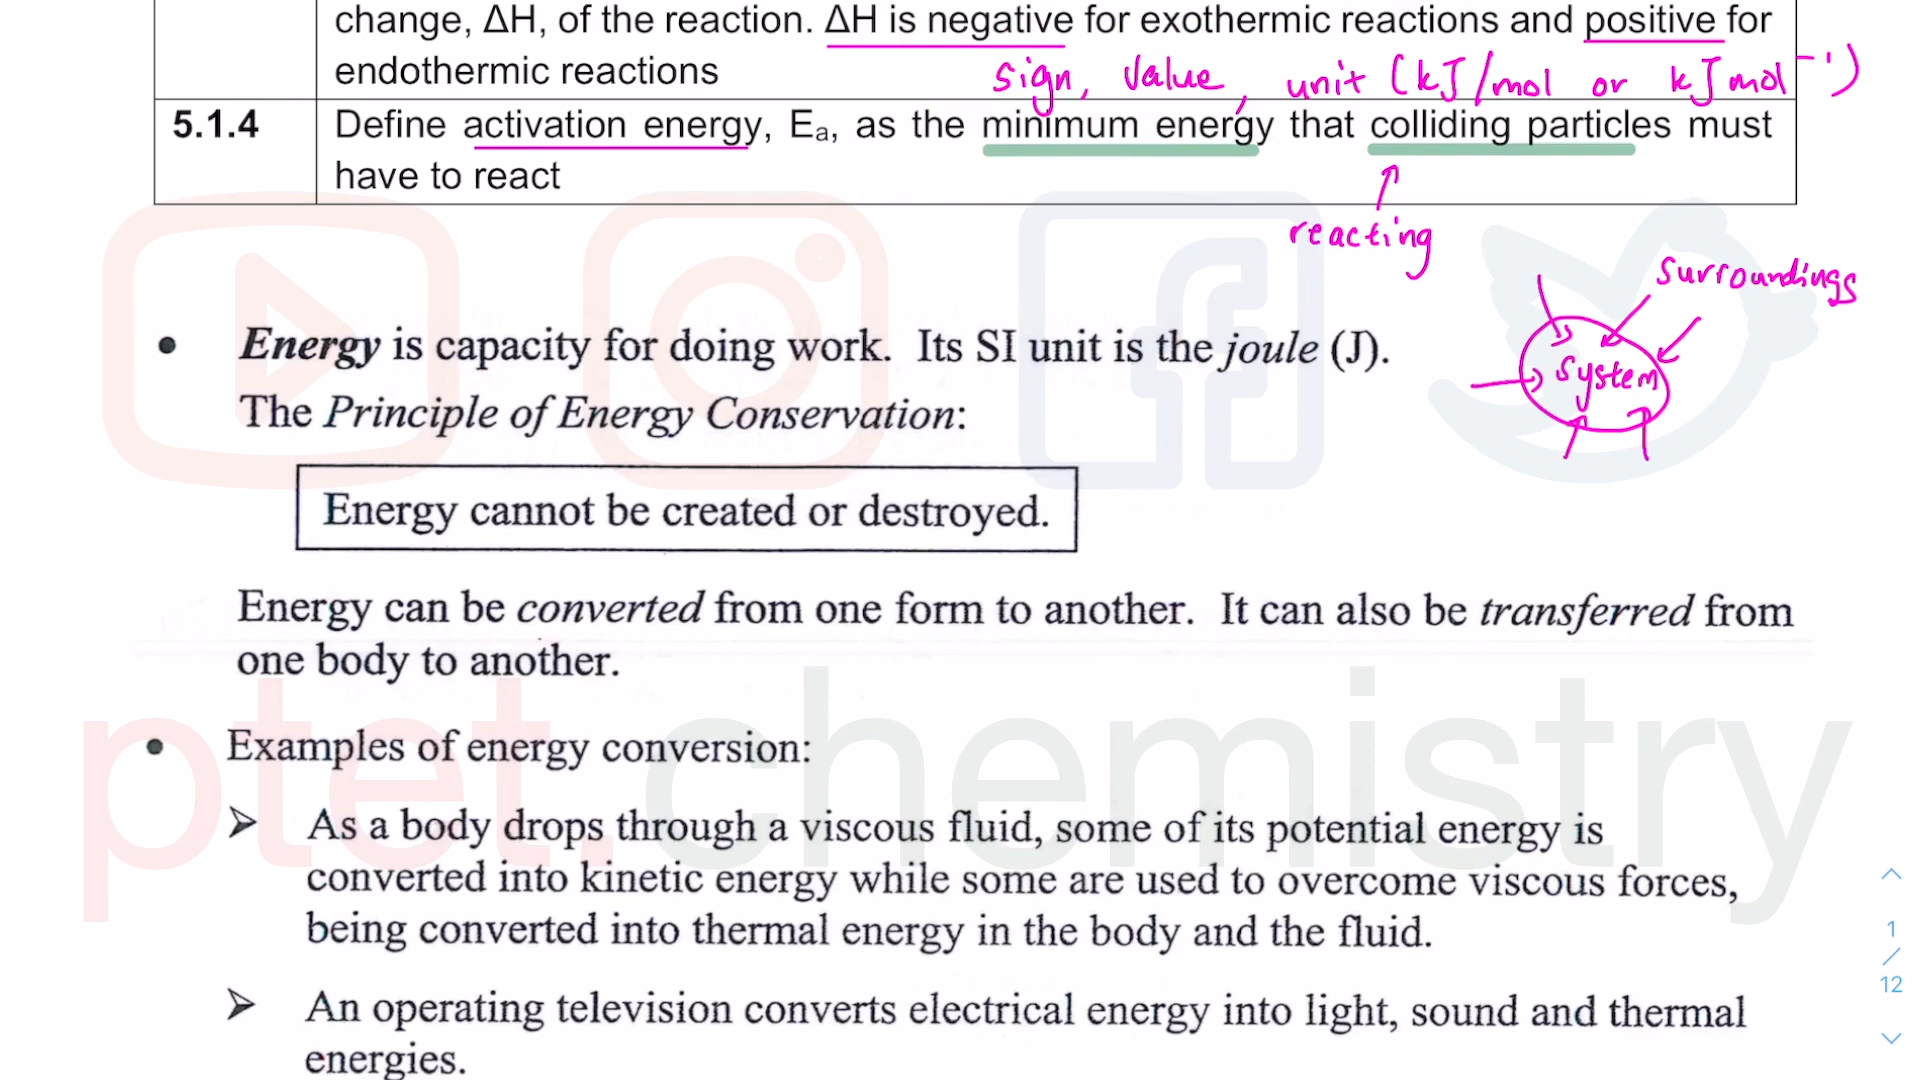 change, ΔH, of the reaction. ΔH is negative for exothermic reactions and positive for
endothermic reactions
sign, value, unit (kJ/mol or kJ mol⁻¹)
5.1.4 Define activation energy, Eₐ, as the minimum energy that colliding particles must
have to react
reacting
surroundings
system
• Energy is capacity for doing work. Its SI unit is the joule (J).
The Principle of Energy Conservation:
Energy cannot be created or destroyed.
Energy can be converted from one form to another. It can also be transferred from
one body to another.
ptet.chemistry
• Examples of energy conversion:
➢ As a body drops through a viscous fluid, some of its potential energy is
converted into kinetic energy while some are used to overcome viscous forces,
being converted into thermal energy in the body and the fluid.
➢ An operating television converts electrical energy into light, sound and thermal
energies.
1
/
12